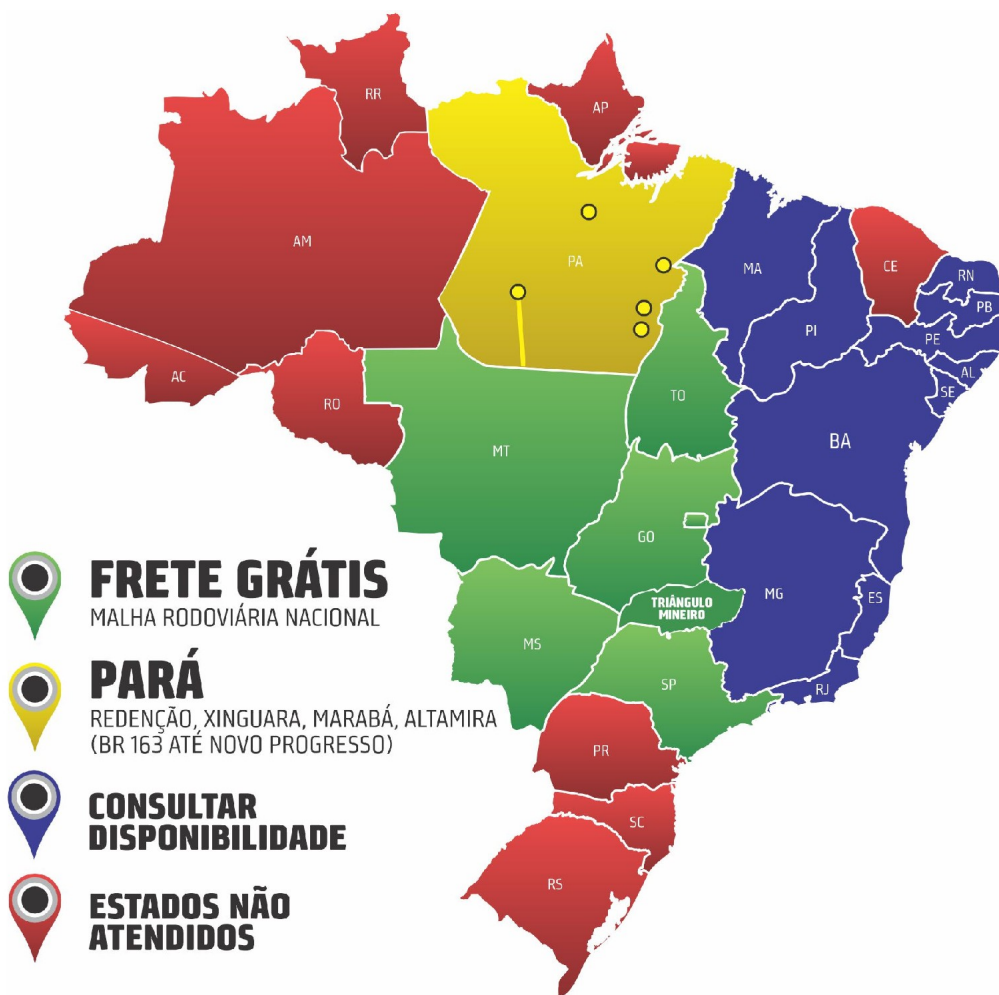 RR
AP
AM
PA
MA
CE
RN
PB
PI
PE
AL
SE
AC
RO
TO
BA
MT
GO
MG
ES
TRIÂNGULO
MINEIRO
MS
SP
RJ
PR
SC
RS
FRETE GRÁTIS
MALHA RODOVIÁRIA NACIONAL
PARÁ
REDENÇÃO, XINGUARA, MARABÁ, ALTAMIRA
(BR 163 ATÉ NOVO PROGRESSO)
CONSULTAR
DISPONIBILIDADE
ESTADOS NÃO
ATENDIDOS